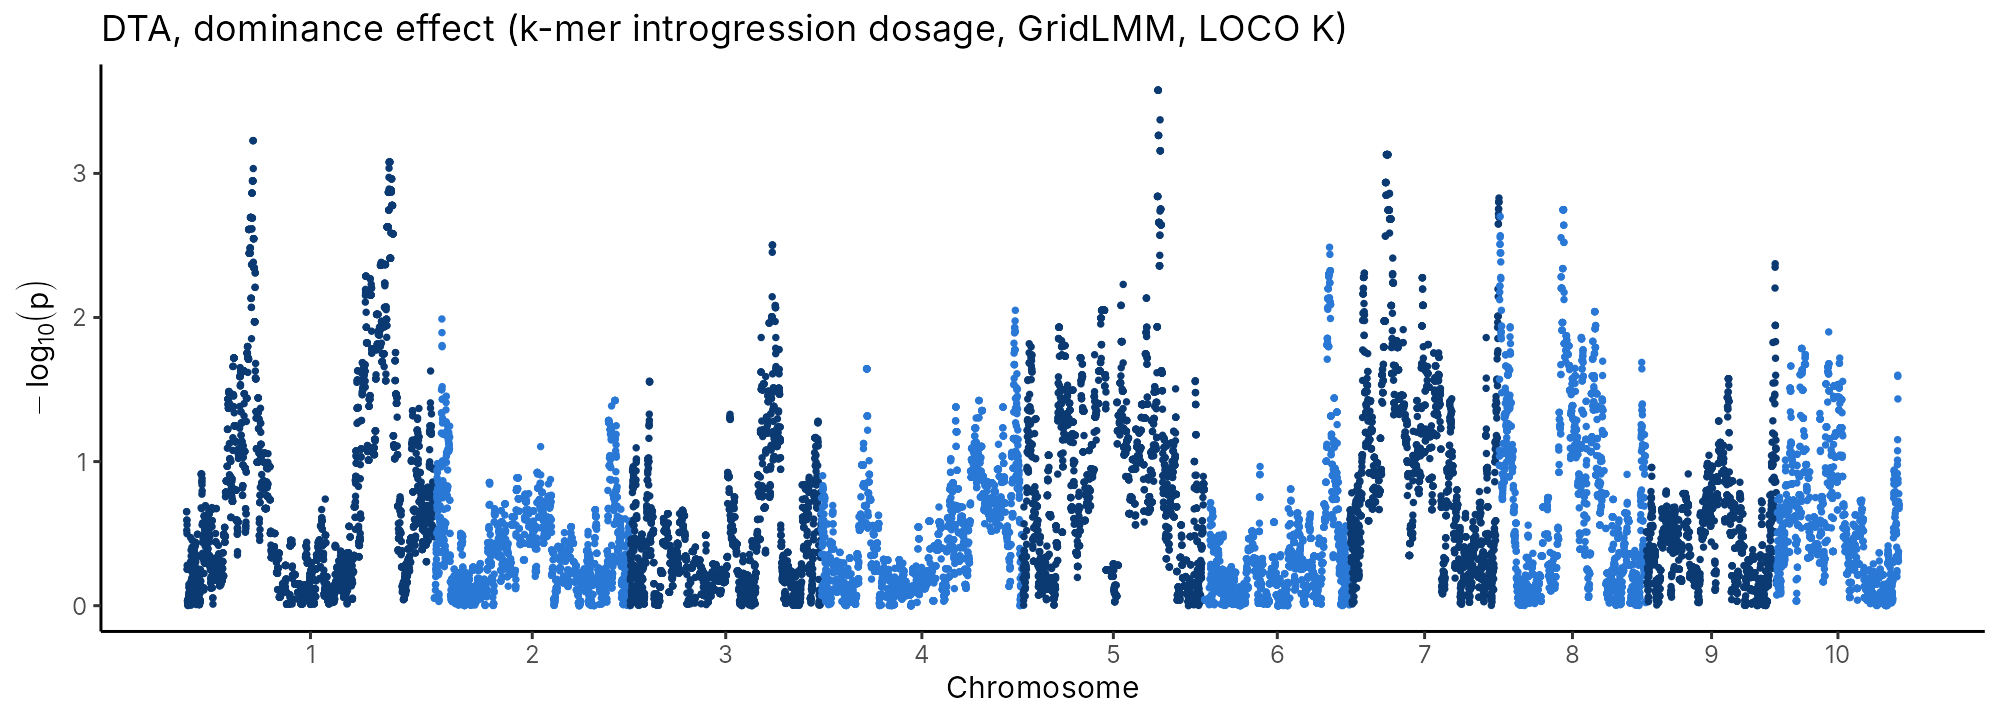 DTA, dominance effect (k-mer introgression dosage, GridLMM, LOCO K)
− log₁₀(p)
3
2
1
0
1 2 3 4 5 6 7 8 9 10
Chromosome